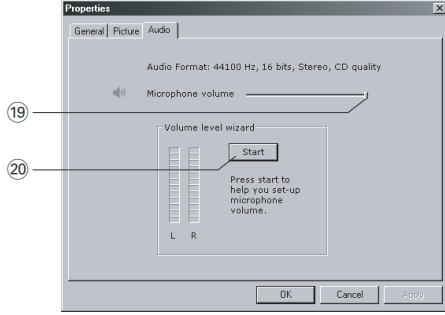 Properties
General Picture Audio
Audio Format: 44100 Hz, 16 bits, Stereo, CD quality
Microphone volume
19
Volume level wizard
Start
20
Press start to
help you set-up
microphone
volume.
L R
OK Cancel Apply